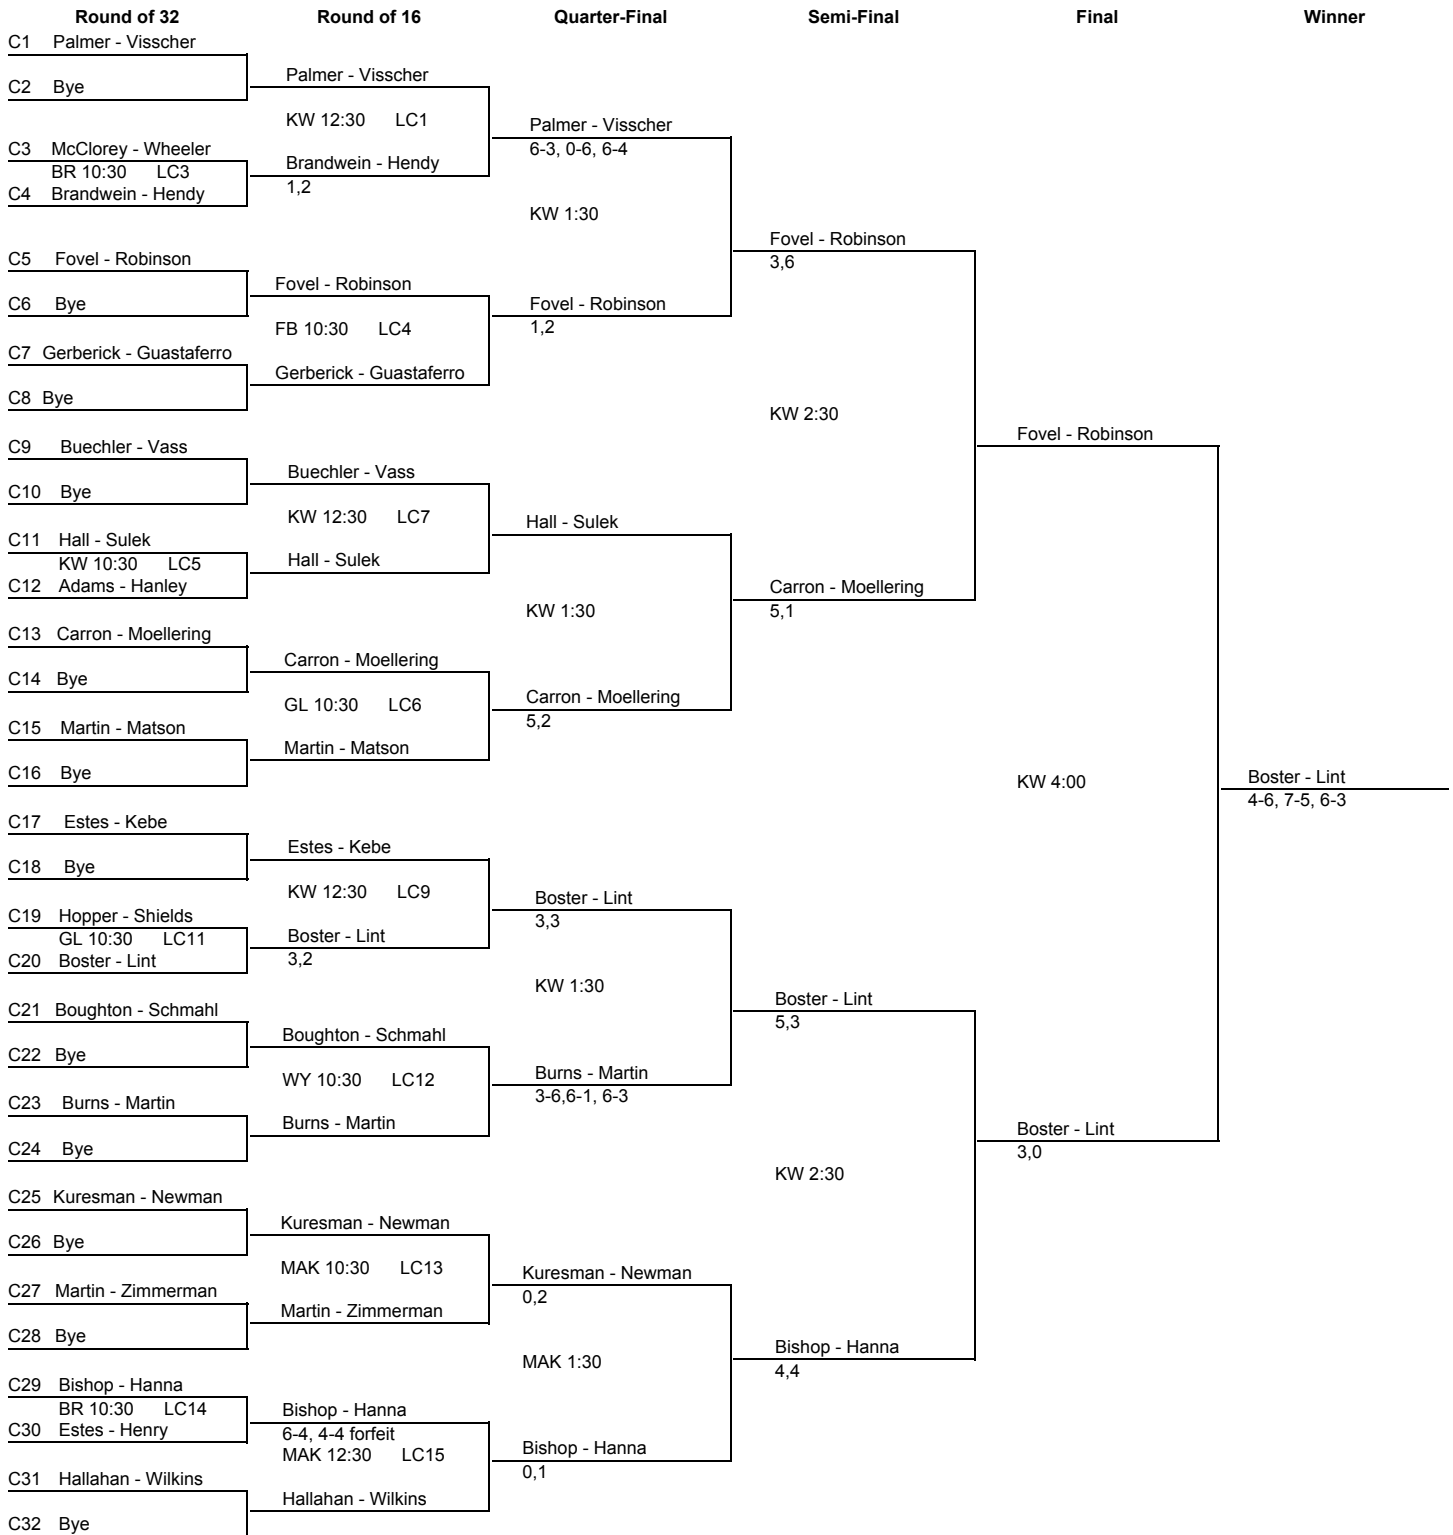 Round of 32 Round of 16 Quarter-Final Semi-Final Final Winner
C1 Palmer - Visscher
C2 Bye
C3 McClorey - Wheeler
BR 10:30 LC3
C4 Brandwein - Hendy
C5 Fovel - Robinson
C6 Bye
C7 Gerberick - Guastaferro
C8 Bye
C9 Buechler - Vass
C10 Bye
C11 Hall - Sulek
KW 10:30 LC5
C12 Adams - Hanley
C13 Carron - Moellering
C14 Bye
C15 Martin - Matson
C16 Bye
C17 Estes - Kebe
C18 Bye
C19 Hopper - Shields
GL 10:30 LC11
C20 Boster - Lint
C21 Boughton - Schmahl
C22 Bye
C23 Burns - Martin
C24 Bye
C25 Kuresman - Newman
C26 Bye
C27 Martin - Zimmerman
C28 Bye
C29 Bishop - Hanna
BR 10:30 LC14
C30 Estes - Henry
C31 Hallahan - Wilkins
C32 Bye
Palmer - Visscher
KW 12:30 LC1
Brandwein - Hendy
1,2
Fovel - Robinson
FB 10:30 LC4
Gerberick - Guastaferro
Buechler - Vass
KW 12:30 LC7
Hall - Sulek
Carron - Moellering
GL 10:30 LC6
Martin - Matson
Estes - Kebe
KW 12:30 LC9
Boster - Lint
3,2
Boughton - Schmahl
WY 10:30 LC12
Burns - Martin
Kuresman - Newman
MAK 10:30 LC13
Martin - Zimmerman
Bishop - Hanna
6-4, 4-4 forfeit
MAK 12:30 LC15
Hallahan - Wilkins
Palmer - Visscher
6-3, 0-6, 6-4
KW 1:30
Fovel - Robinson
1,2
Hall - Sulek
KW 1:30
Carron - Moellering
5,2
Boster - Lint
3,3
KW 1:30
Burns - Martin
3-6,6-1, 6-3
Kuresman - Newman
0,2
MAK 1:30
Bishop - Hanna
0,1
Fovel - Robinson
3,6
KW 2:30
Carron - Moellering
5,1
Boster - Lint
5,3
KW 2:30
Bishop - Hanna
4,4
Fovel - Robinson
KW 4:00
Boster - Lint
3,0
Boster - Lint
4-6, 7-5, 6-3